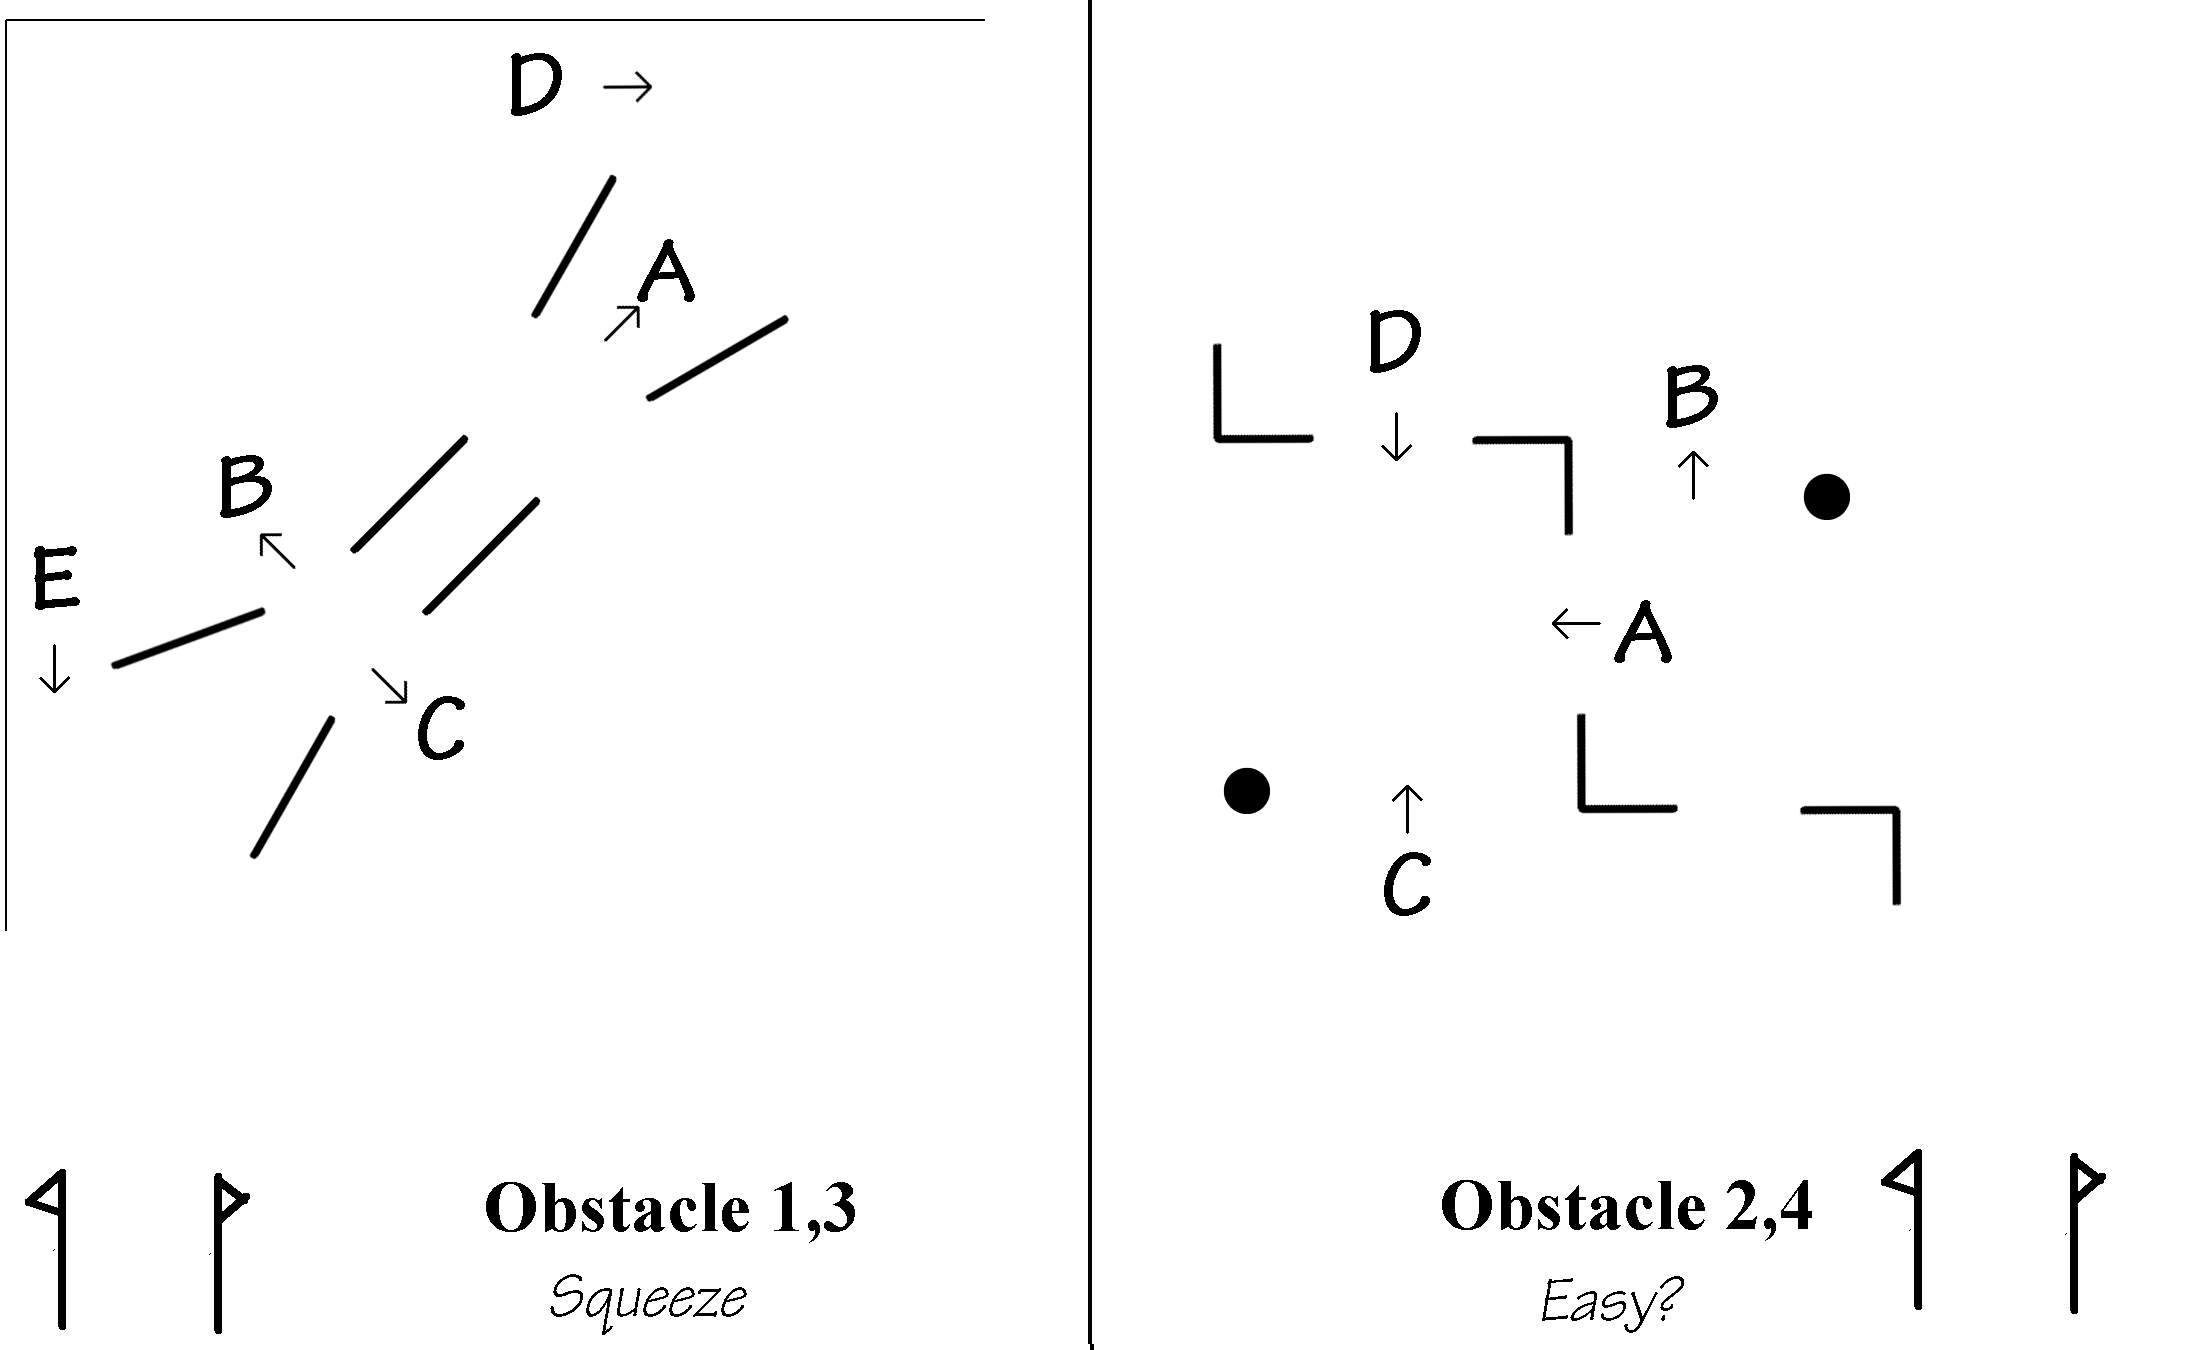 D
A
B
E
C
Obstacle 1,3
Squeeze
D
B
A
C
Obstacle 2,4
Easy?